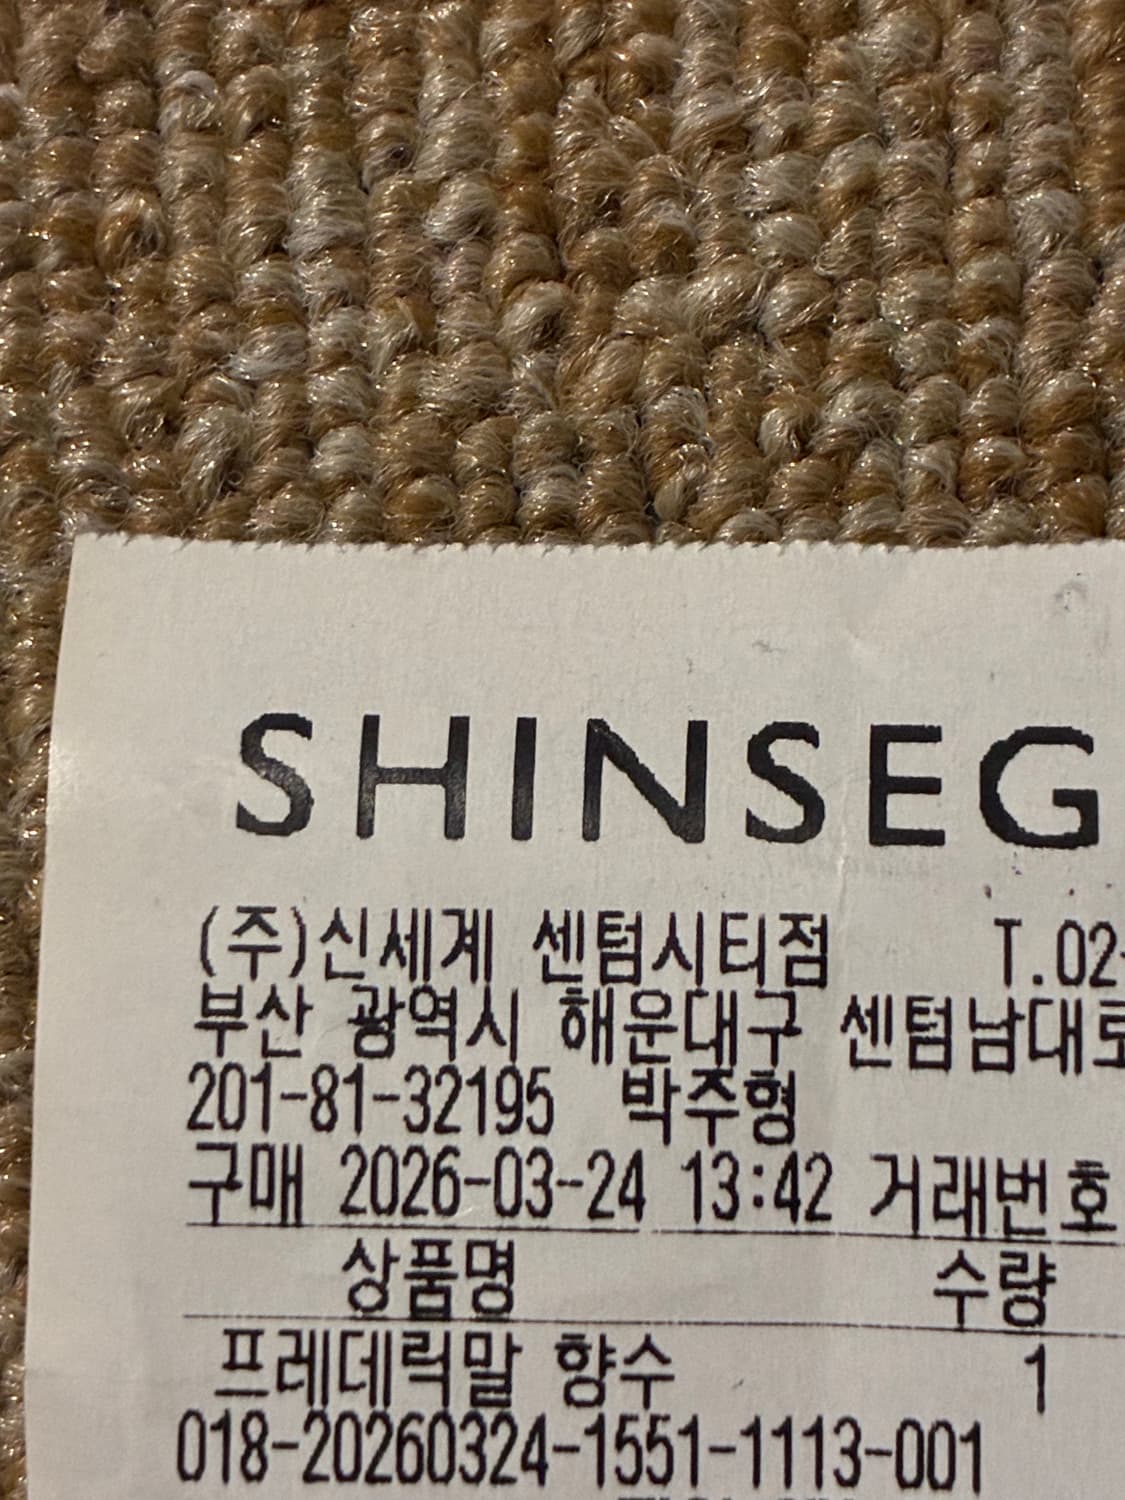 SHINSEG
(주)신세계 센텀시티점 T.02-
부산 광역시 해운대구 센텀남대로
201-81-32195 박주형
구매 2026-03-24 13:42 거래번호
상품명 수량
프레데릭말 향수 1
018-20260324-1551-1113-001